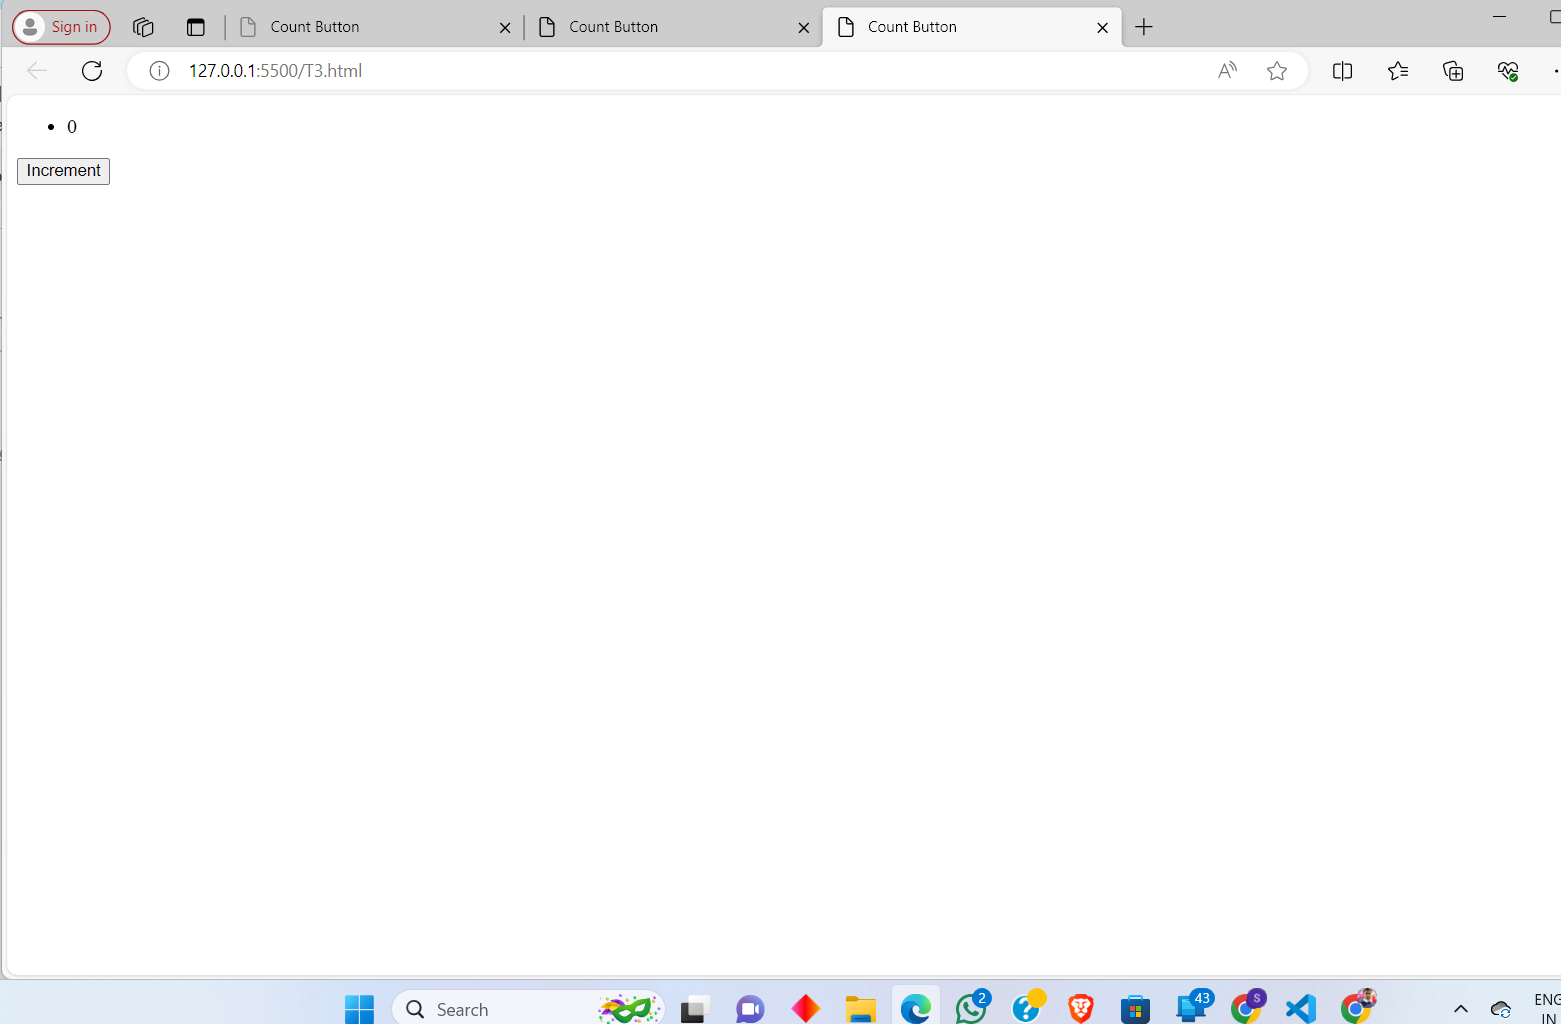 Sign in
Count Button
Count Button
Count Button
127.0.0.1:5500/T3.html
0
Increment
Search
2
43
S
ENG
IN